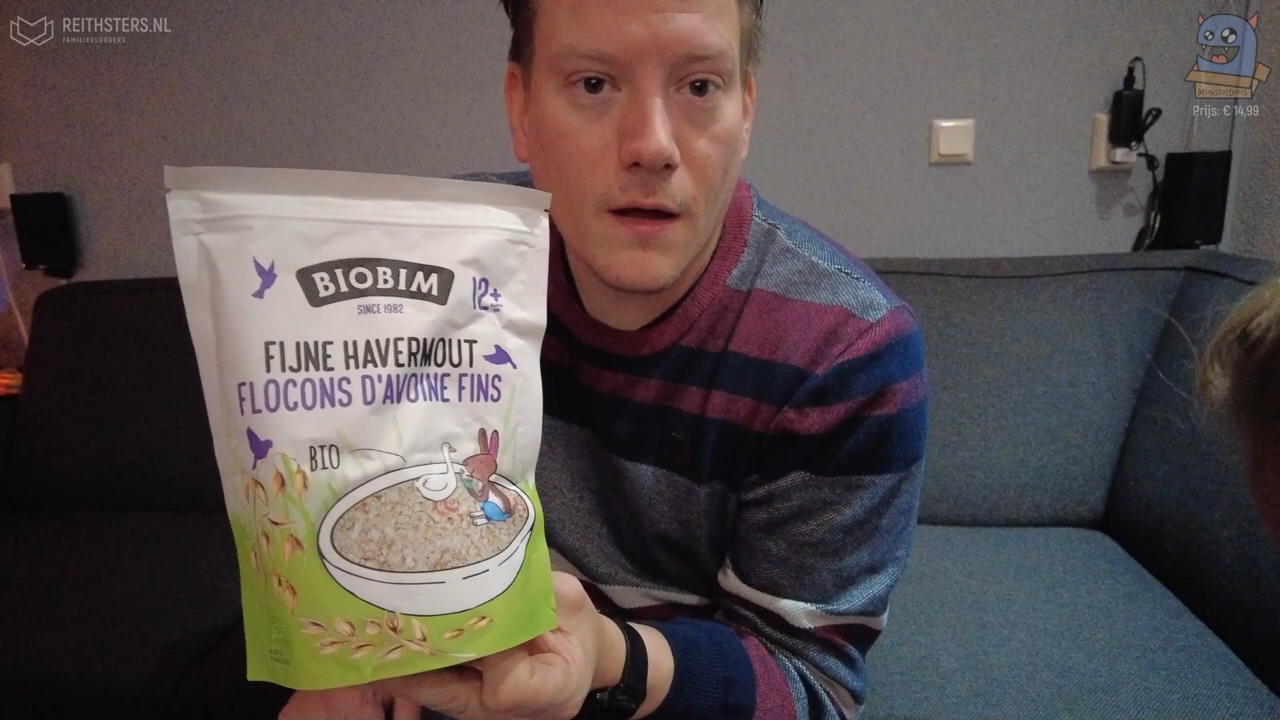 REITHSTERS.NL
FAMILIEVLOGGERS
Prijs: € 14,99
BIOBIM
SINCE 1982
12+
FIJNE HAVERMOUT
FLOCONS D'AVOINE FINS
BIO